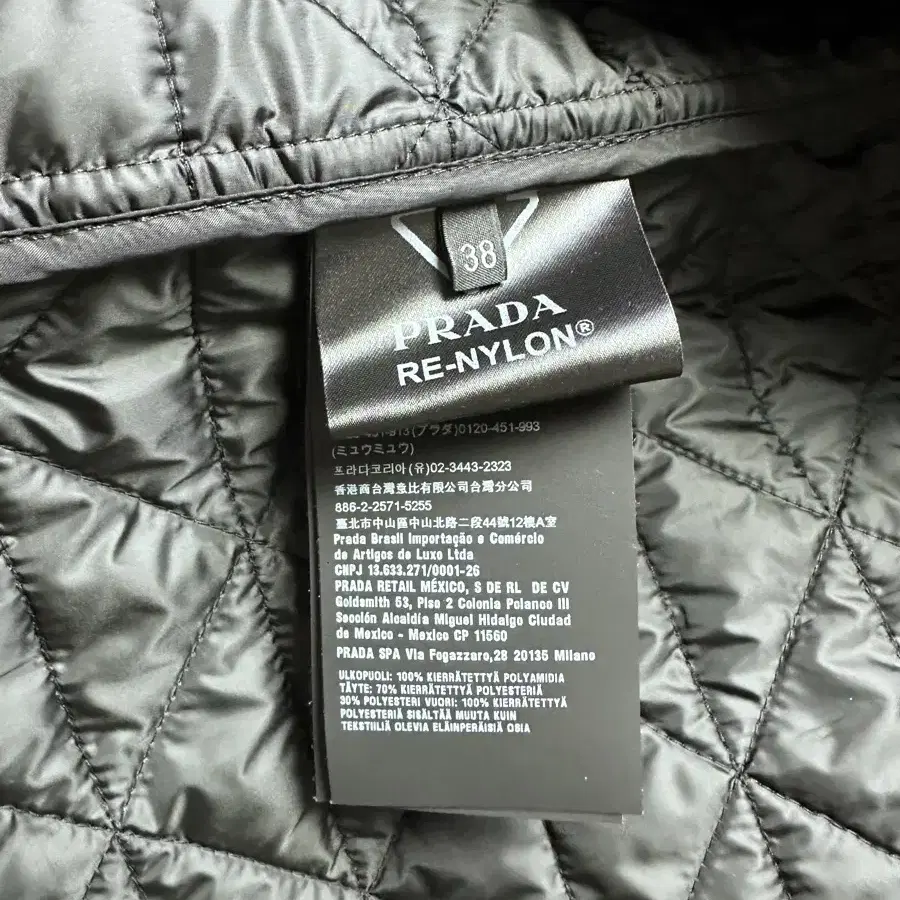 38
PRADA
RE-NYLON®
(プラダ)0120-451-993
(ミュウミュウ)
프라다코리아(유)02-3443-2323
香港商台灣意比有限公司台灣分公司
886-2-2571-5255
臺北市中山區中山北路二段44號12樓A室
Prada Brasil Importação e Comércio
de Artigos de Luxo Ltda
CNPJ 13.633.271/0001-26
PRADA RETAIL MÉXICO, S DE RL DE CV
Goldsmith 53, Piso 2 Colonia Polanco III
Sección Alcaldía Miguel Hidalgo Ciudad
de Mexico - Mexico CP 11560
PRADA SPA Via Fogazzaro,28 20135 Milano
ULKOPUOLI: 100% KIERRÄTETTYÄ POLYAMIDIA
TÄYTE: 70% KIERRÄTETTYÄ POLYESTERIÄ
30% POLYESTERI VUORI: 100% KIERRÄTETTYÄ
POLYESTERIÄ SISÄLTÄÄ MUUTA KUIN
TEKSTIILIÄ OLEVIA ELÄINPERÄISIÄ OSIA